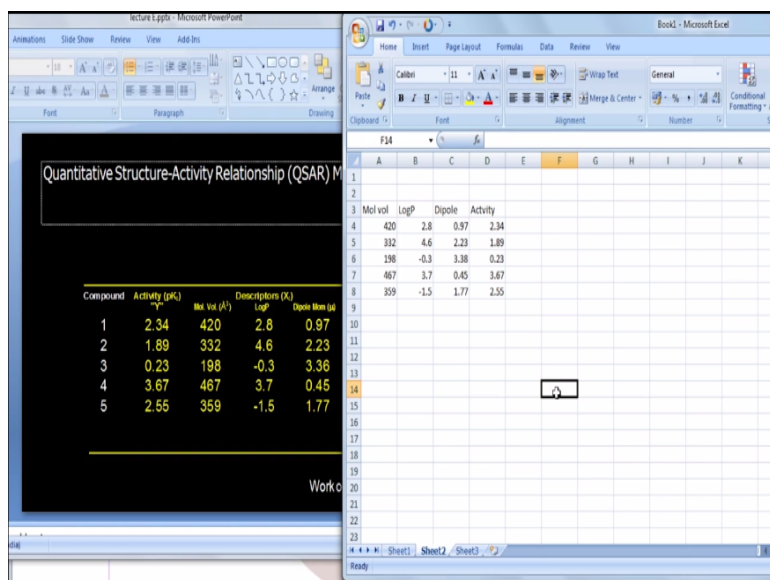 lecture E.pptx - Microsoft PowerPoint
Animations Slide Show Review View Add-Ins
Arrange
Font Paragraph Drawing
Quantitative Structure-Activity Relationship (QSAR) M
Compound Activity (pKi) Descriptors (Xi)
"Y" Mol. Vol. (Å3) LogP Dipole Mom (μ)
1 2.34 420 2.8 0.97
2 1.89 332 4.6 2.23
3 0.23 198 -0.3 3.36
4 3.67 467 3.7 0.45
5 2.55 359 -1.5 1.77
Work o
Book1 - Microsoft Excel
Home Insert Page Layout Formulas Data Review View
Calibri 11 Wrap Text General
Paste B I U Merge & Center Conditional
Formatting
Clipboard Font Alignment Number
F14 fx
A B C D E F G H I J K
1
2
3 Mol vol LogP Dipole Actvity
4 420 2.8 0.97 2.34
5 332 4.6 2.23 1.89
6 198 -0.3 3.38 0.23
7 467 3.7 0.45 3.67
8 359 -1.5 1.77 2.55
9
10
11
12
13
14
15
16
17
18
19
20
21
22
23
Sheet1 Sheet2 Sheet3
Ready